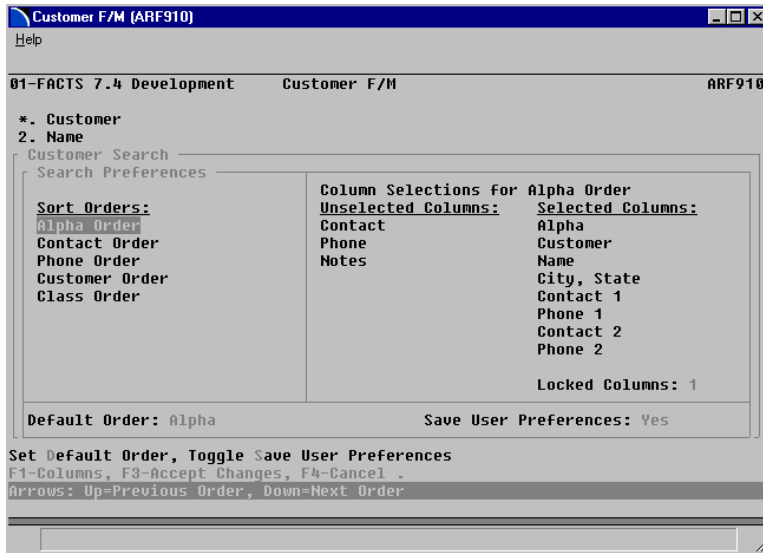 Customer F/M (ARF910)
Help
01-FACTS 7.4 Development Customer F/M ARF910
*. Customer
2. Name
Customer Search
Search Preferences
Column Selections for Alpha Order
Sort Orders: Unselected Columns: Selected Columns:
Alpha Order Contact Alpha
Contact Order Phone Customer
Phone Order Notes Name
Customer Order City, State
Class Order Contact 1
Phone 1
Contact 2
Phone 2
Locked Columns: 1
Default Order: Alpha Save User Preferences: Yes
Set Default Order, Toggle Save User Preferences
F1-Columns, F3-Accept Changes, F4-Cancel .
Arrows: Up=Previous Order, Down=Next Order